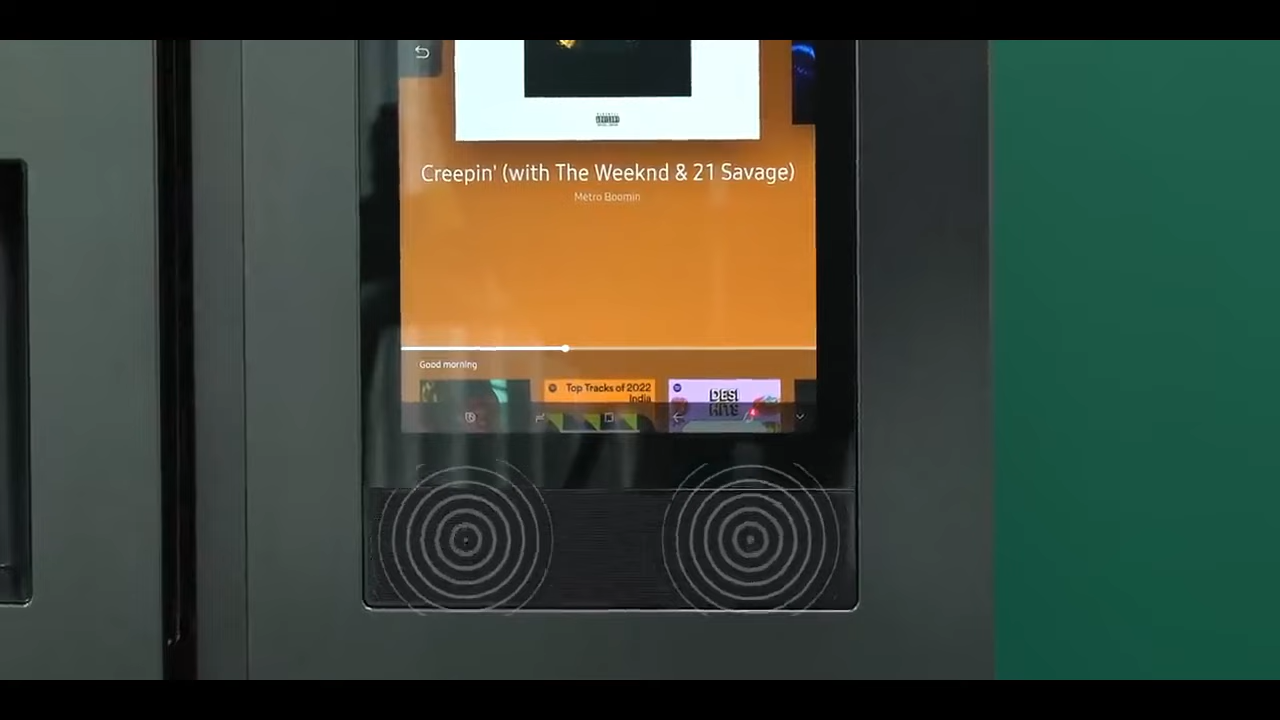 Creepin' (with The Weeknd & 21 Savage)
Metro Boomin
Good morning
Top Tracks of 2022
India
DESI
HITS